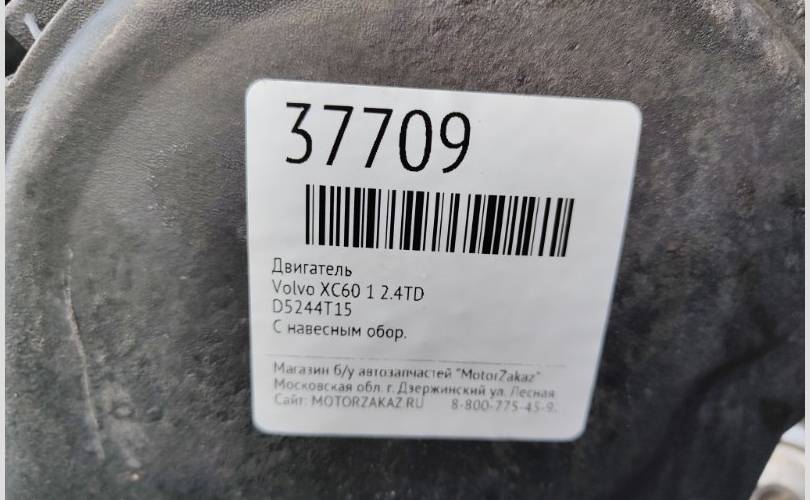 37709
Двигатель
Volvo XC60 1 2.4TD
D5244T15
С навесным обор.
Магазин б/у автозапчастей "MotorZakaz"
Московская обл. г. Дзержинский ул. Лесная
Сайт: MOTORZAKAZ.RU 8-800-775-45-9.